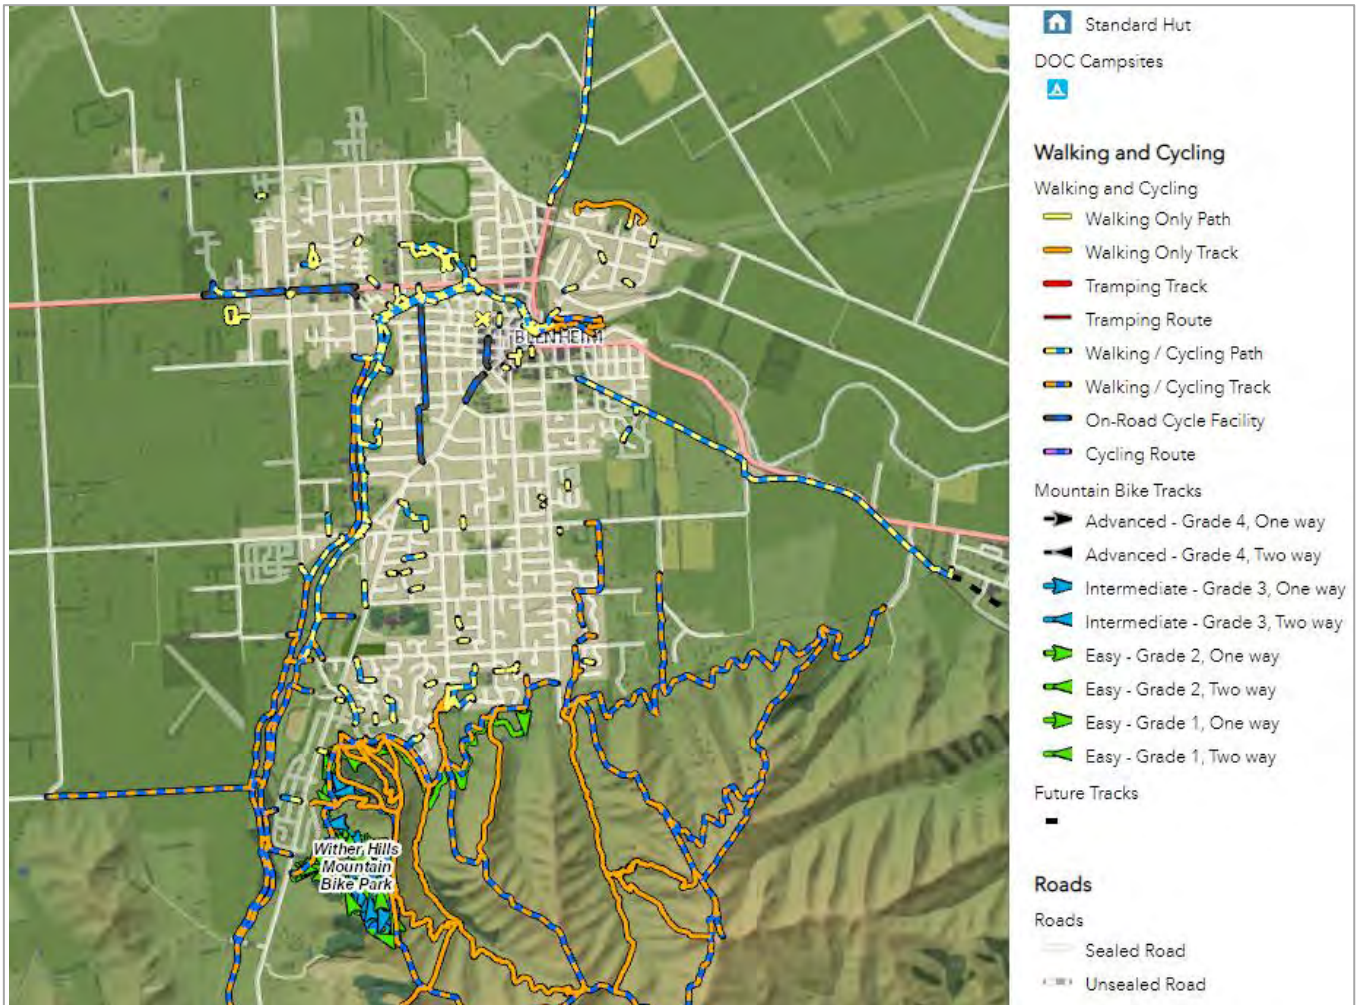 BLENHEIM
Wither Hills
Mountain
Bike Park
Standard Hut
DOC Campsites
Walking and Cycling
Walking and Cycling
Walking Only Path
Walking Only Track
Tramping Track
Tramping Route
Walking / Cycling Path
Walking / Cycling Track
On-Road Cycle Facility
Cycling Route
Mountain Bike Tracks
Advanced - Grade 4, One way
Advanced - Grade 4, Two way
Intermediate - Grade 3, One way
Intermediate - Grade 3, Two way
Easy - Grade 2, One way
Easy - Grade 2, Two way
Easy - Grade 1, One way
Easy - Grade 1, Two way
Future Tracks
Roads
Roads
Sealed Road
Unsealed Road